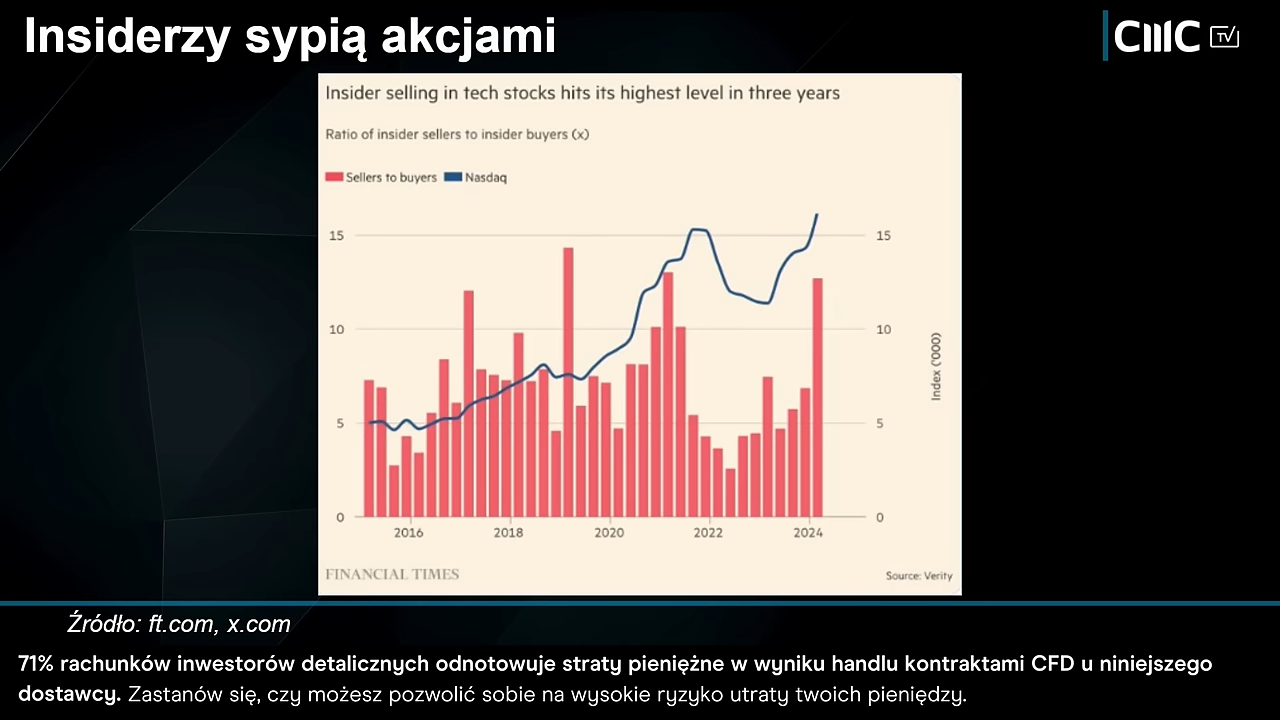 Insiderzy sypią akcjami
CMC TV
Insider selling in tech stocks hits its highest level in three years
Ratio of insider sellers to insider buyers (x)
Sellers to buyers Nasdaq
15 15
10 10
Index ('000)
5 5
0 0
2016 2018 2020 2022 2024
FINANCIAL TIMES Source: Verity
Źródło: ft.com, x.com
71% rachunków inwestorów detalicznych odnotowuje straty pieniężne w wyniku handlu kontraktami CFD u niniejszego
dostawcy. Zastanów się, czy możesz pozwolić sobie na wysokie ryzyko utraty twoich pieniędzy.